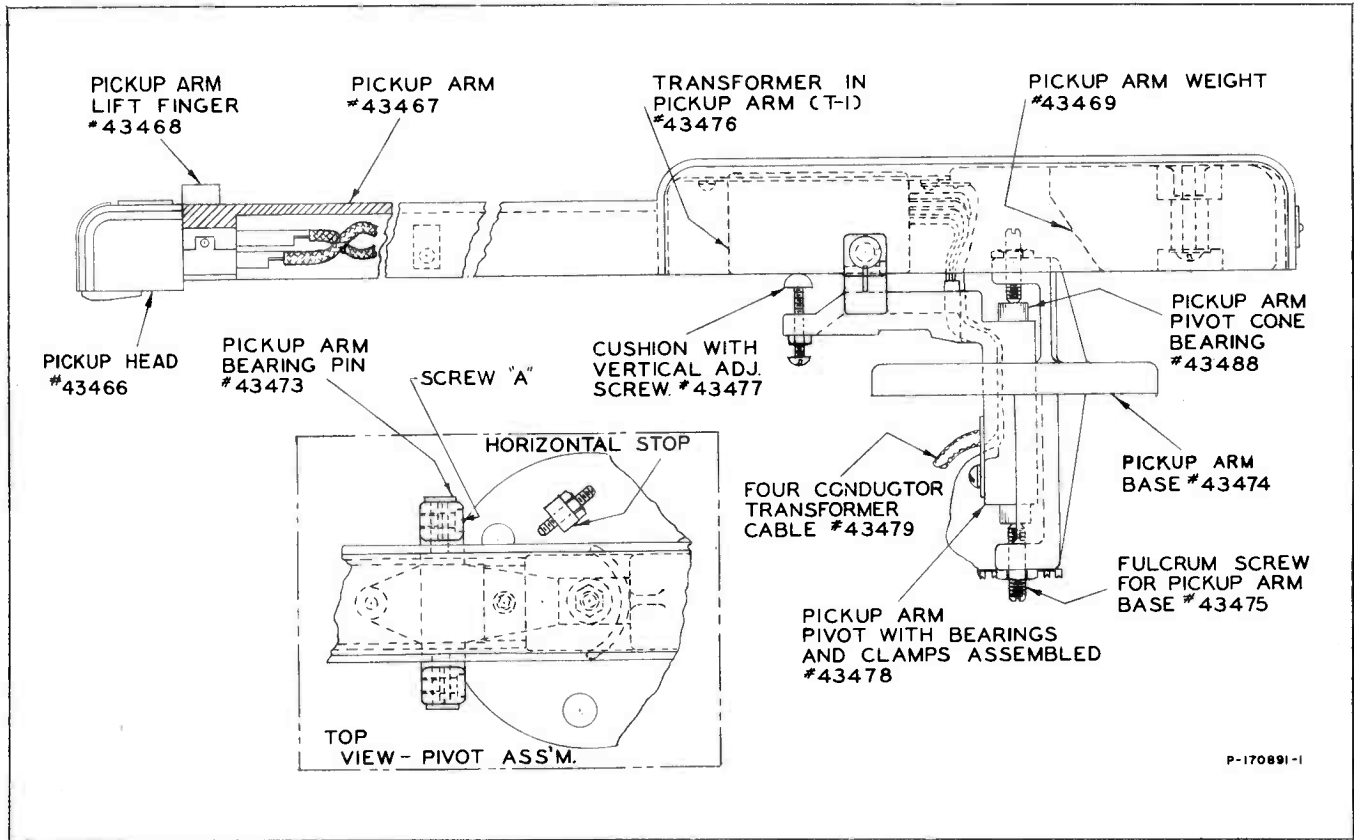 PICKUP ARM
LIFT FINGER
#43468
PICKUP ARM
#43467
TRANSFORMER IN
PICKUP ARM (T-1)
#43476
PICKUP ARM WEIGHT
#43469
PICKUP HEAD
#43466
PICKUP ARM
BEARING PIN
#43473
SCREW "A"
CUSHION WITH
VERTICAL ADJ.
SCREW. #43477
PICKUP ARM
PIVOT CONE
BEARING
#43488
HORIZONTAL STOP
FOUR CONDUCTOR
TRANSFORMER
CABLE #43479
PICKUP ARM
BASE #43474
PICKUP ARM
PIVOT WITH BEARINGS
AND CLAMPS ASSEMBLED
#43478
FULCRUM SCREW
FOR PICKUP ARM
BASE #43475
TOP
VIEW - PIVOT ASS'M.
P-170891-1